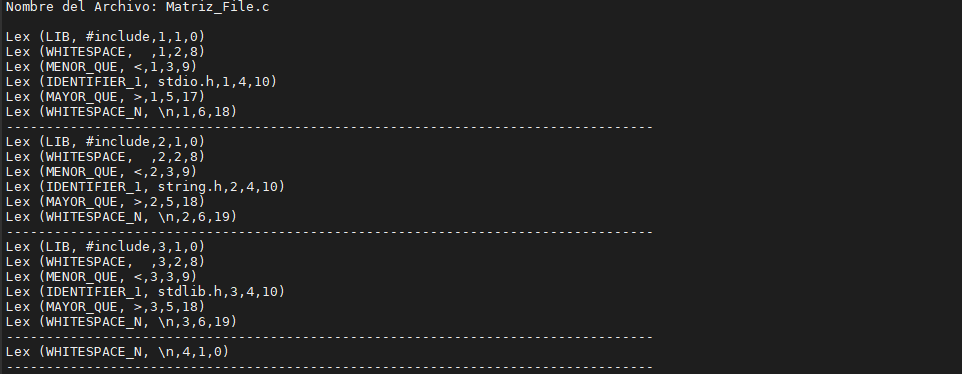 Nombre del Archivo: Matriz_File.c
Lex (LIB, #include,1,1,0)
Lex (WHITESPACE,  ,1,2,8)
Lex (MENOR_QUE, <,1,3,9)
Lex (IDENTIFIER_1, stdio.h,1,4,10)
Lex (MAYOR_QUE, >,1,5,17)
Lex (WHITESPACE_N, \n,1,6,18)
---------------------------------------------------------------------------------
Lex (LIB, #include,2,1,0)
Lex (WHITESPACE,  ,2,2,8)
Lex (MENOR_QUE, <,2,3,9)
Lex (IDENTIFIER_1, string.h,2,4,10)
Lex (MAYOR_QUE, >,2,5,18)
Lex (WHITESPACE_N, \n,2,6,19)
---------------------------------------------------------------------------------
Lex (LIB, #include,3,1,0)
Lex (WHITESPACE,  ,3,2,8)
Lex (MENOR_QUE, <,3,3,9)
Lex (IDENTIFIER_1, stdlib.h,3,4,10)
Lex (MAYOR_QUE, >,3,5,18)
Lex (WHITESPACE_N, \n,3,6,19)
---------------------------------------------------------------------------------
Lex (WHITESPACE_N, \n,4,1,0)
---------------------------------------------------------------------------------